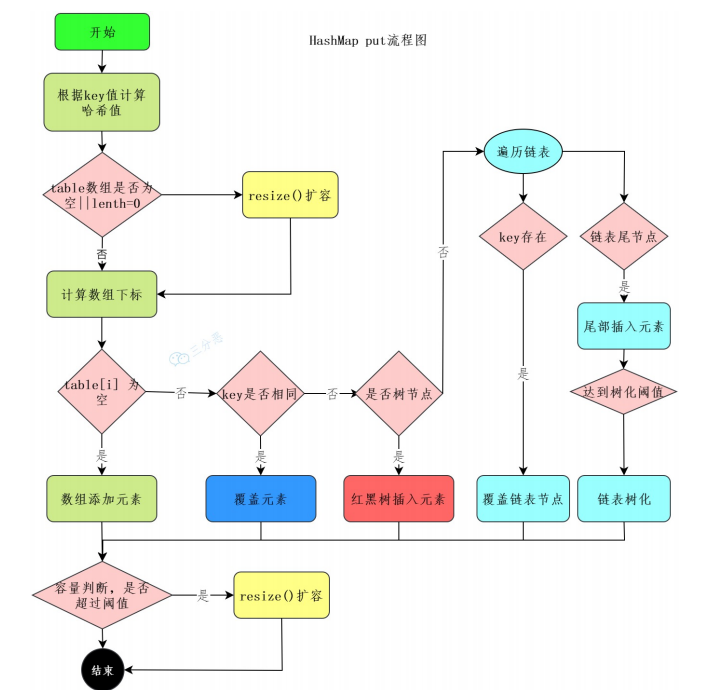 HashMap put流程图
开始
根据key值计算
哈希值
table数组是否为
空||lenth=0
resize()扩容
否
计算数组下标
table[i] 为
空
否
key是否相同
否
是否树节点
否
遍历链表
key存在
链表尾节点
是
尾部插入元素
达到树化阈值
是
是
是
是
数组添加元素
覆盖元素
红黑树插入元素
覆盖链表节点
链表树化
容量判断，是否
超过阈值
是
resize()扩容
结束
三分恶